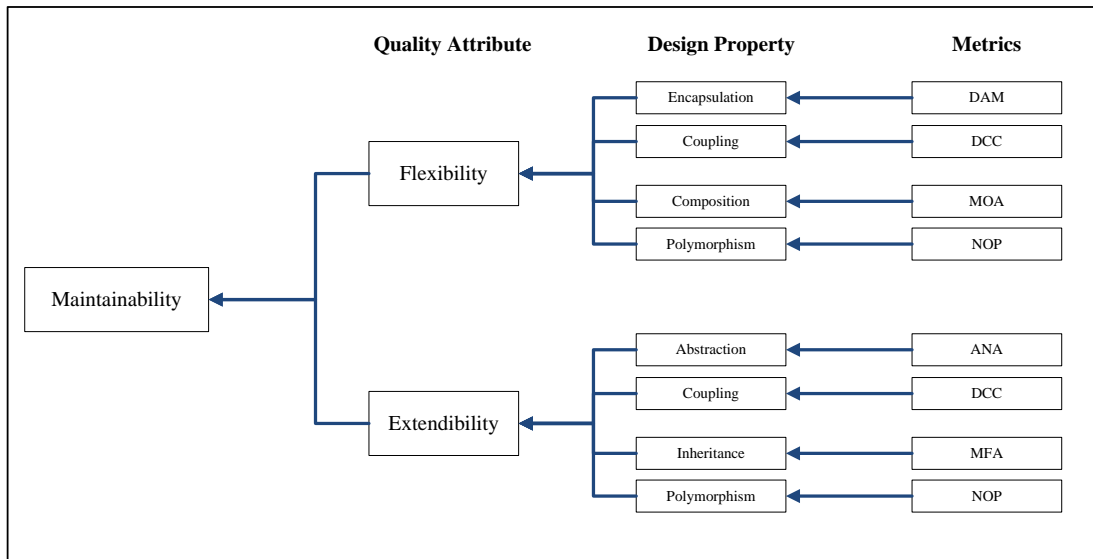 Quality Attribute Design Property Metrics
Encapsulation DAM
Coupling DCC
Flexibility
Composition MOA
Polymorphism NOP
Maintainability
Abstraction ANA
Coupling DCC
Extendibility
Inheritance MFA
Polymorphism NOP